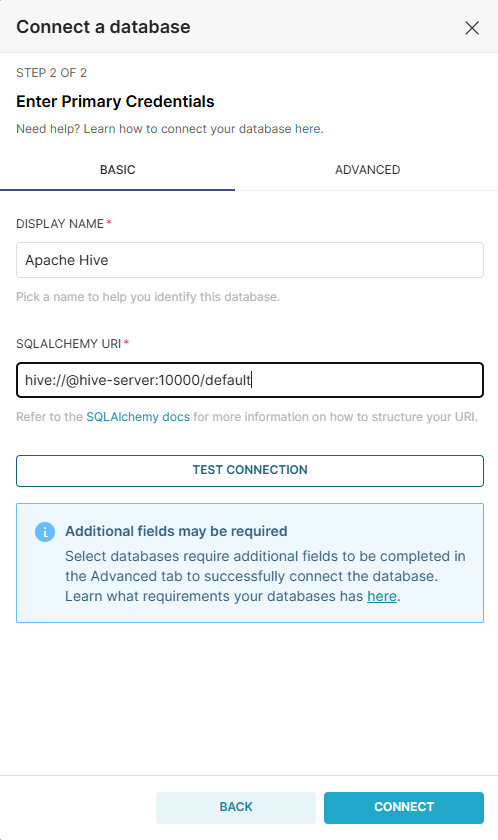 Connect a database
STEP 2 OF 2
Enter Primary Credentials
Need help? Learn how to connect your database here.
BASIC
ADVANCED
DISPLAY NAME *
Apache Hive
Pick a name to help you identify this database.
SQLALCHEMY URI *
hive://@hive-server:10000/default
Refer to the SQLAlchemy docs for more information on how to structure your URI.
TEST CONNECTION
Additional fields may be required
Select databases require additional fields to be completed in
the Advanced tab to successfully connect the database.
Learn what requirements your databases has here.
BACK
CONNECT